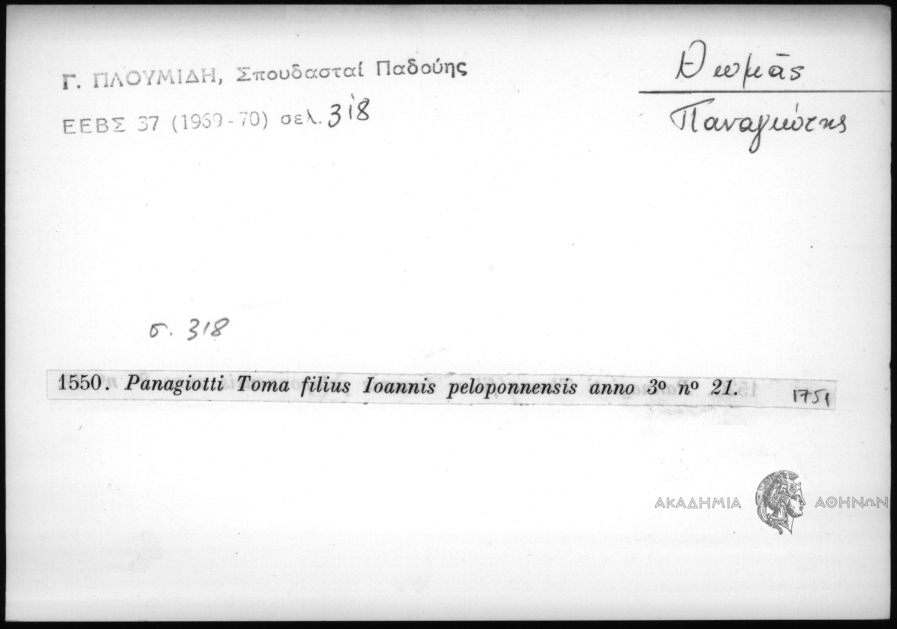 Γ. ΠΛΟΥΜΙΔΗ, Σπουδασταί Παδούης
ΕΕΒΣ 37 (1969-70) σελ. 318
Θωμᾶς
Παναγιώτης
σ. 318
1550. Panagiotti Toma filius Ioannis peloponnensis anno 3º nº 21. 1751
ΑΚΑΔΗΜΙΑ ΑΘΗΝΩΝ